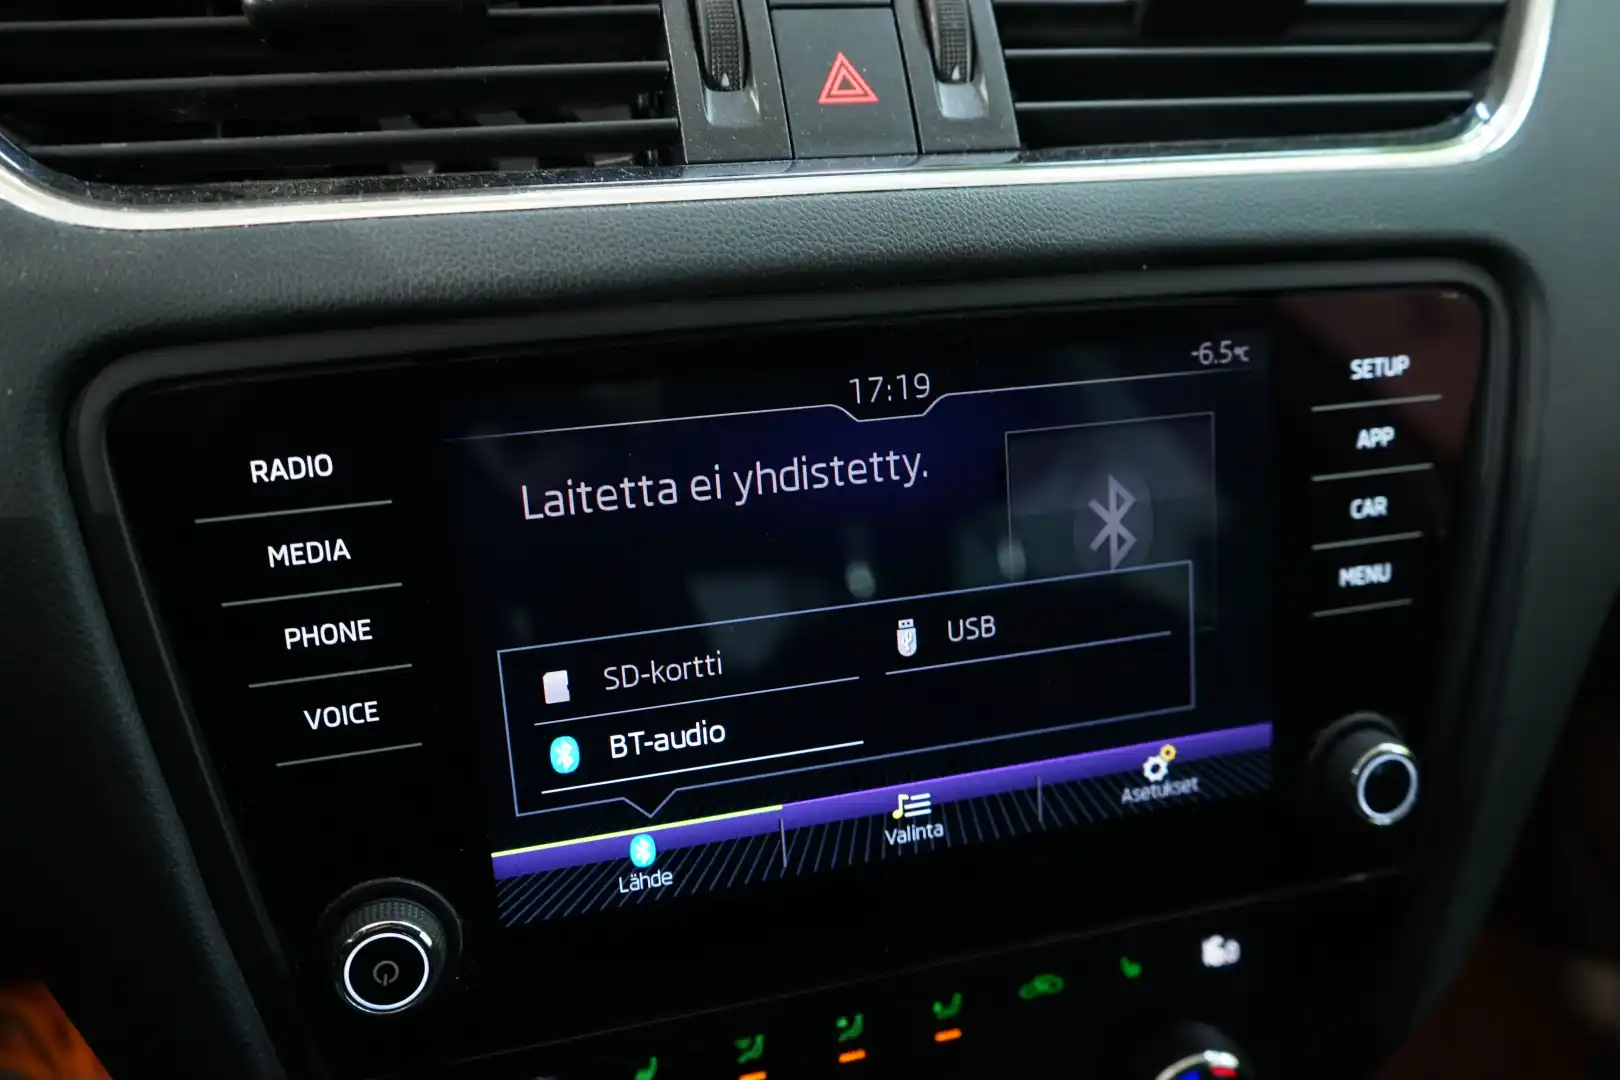 17:19
-6.5°C
RADIO
MEDIA
PHONE
VOICE
Laitetta ei yhdistetty.
SD-kortti
USB
BT-audio
Lähde
Valinta
Asetukset
SETUP
APP
CAR
MENU